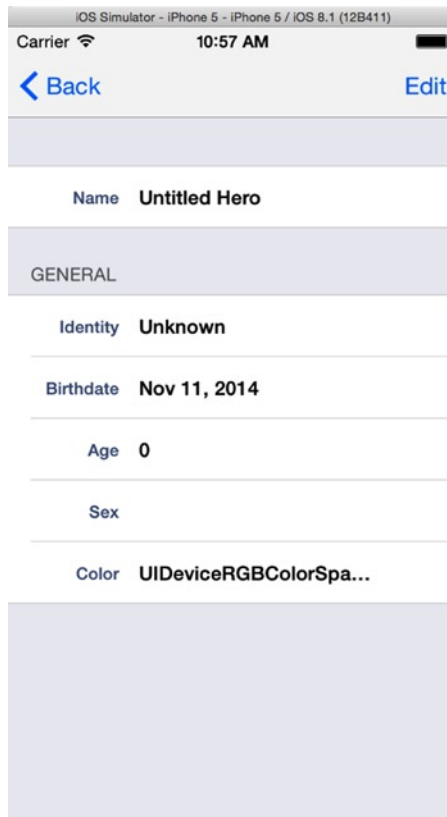 iOS Simulator - iPhone 5 - iPhone 5 / iOS 8.1 (12B411)
Carrier 10:57 AM
Back Edit
Name Untitled Hero
GENERAL
Identity Unknown
Birthdate Nov 11, 2014
Age 0
Sex
Color UIDeviceRGBColorSpa...